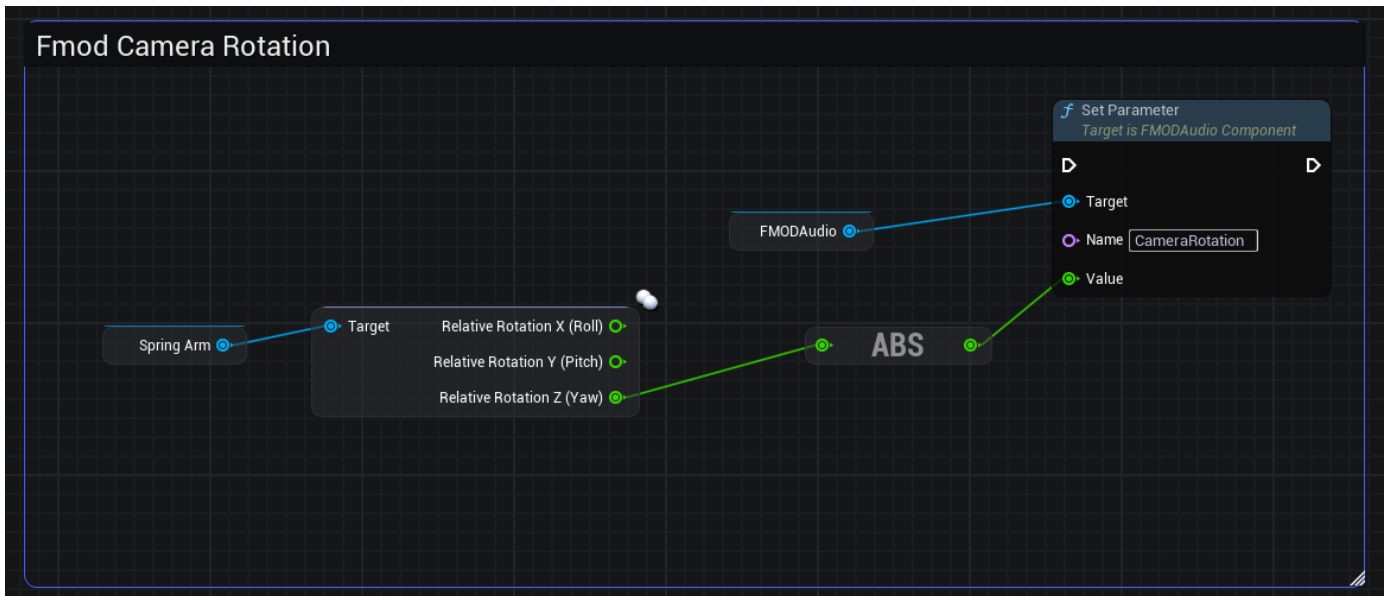 Fmod Camera Rotation
Set Parameter
Target is FMODAudio Component
Target
FMODAudio
Name CameraRotation
Value
Spring Arm
Target Relative Rotation X (Roll)
Relative Rotation Y (Pitch)
Relative Rotation Z (Yaw)
ABS